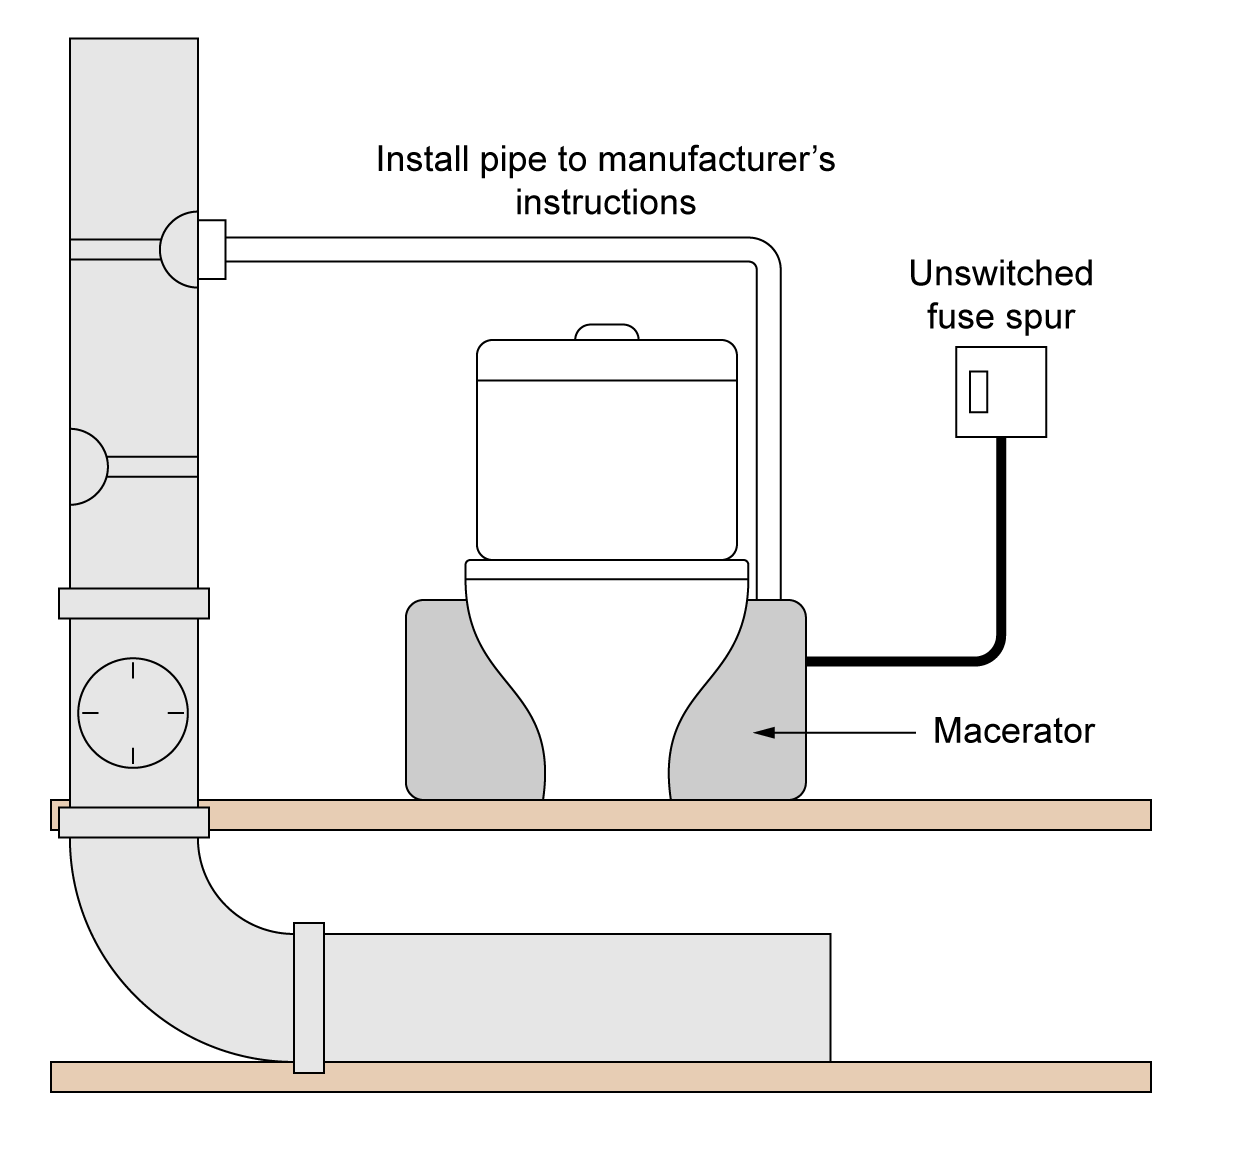 Install pipe to manufacturer’s
instructions
Unswitched
fuse spur
Macerator